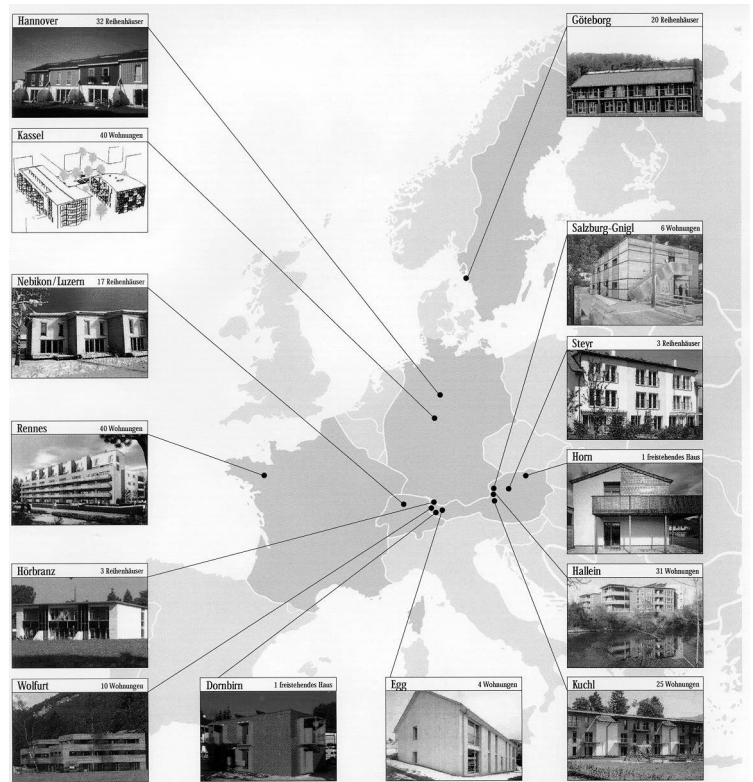 Hannover 32 Reihenhäuser
Göteborg 20 Reihenhäuser
Kassel 40 Wohnungen
Salzburg-Gnigl 6 Wohnungen
Nebikon/Luzern 17 Reihenhäuser
Steyr 3 Reihenhäuser
Rennes 40 Wohnungen
Horn 1 freistehendes Haus
Hörbranz 3 Reihenhäuser
Hallein 31 Wohnungen
Wolfurt 10 Wohnungen
Dornbirn 1 freistehendes Haus
Egg 4 Wohnungen
Kuchl 25 Wohnungen